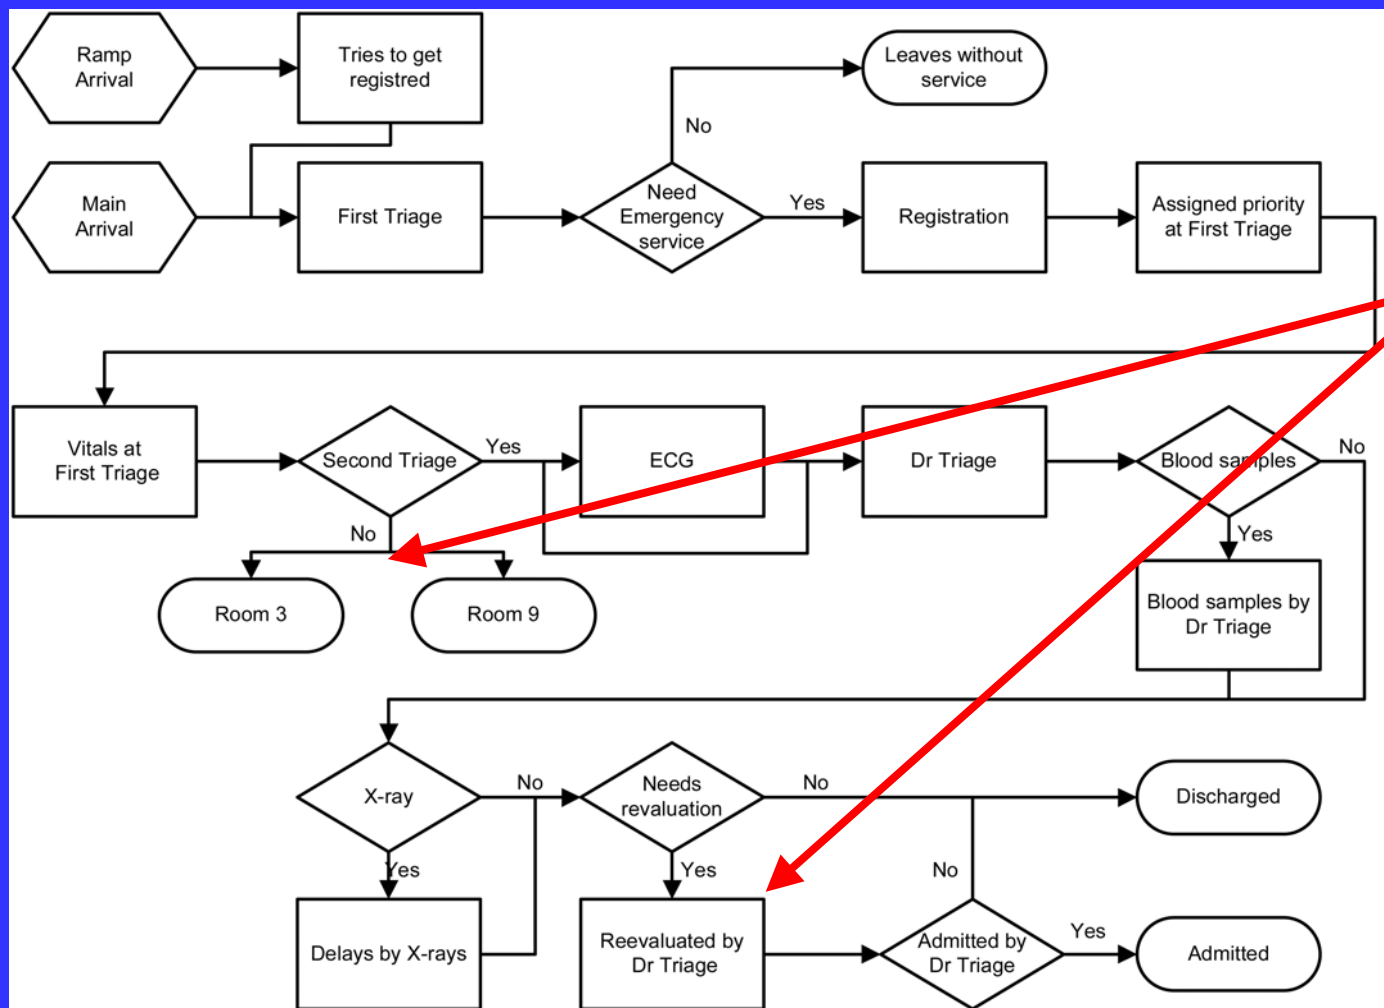 Ramp
Arrival
Tries to get
registred
Leaves without
service
No
Main
Arrival
First Triage
Need
Emergency
service
Yes
Registration
Assigned priority
at First Triage
Vitals at
First Triage
Second Triage
Yes
ECG
Dr Triage
Blood samples
No
No
Yes
Room 3
Room 9
Blood samples by
Dr Triage
X-ray
No
Needs
revaluation
No
Discharged
Yes
Yes
No
Delays by X-rays
Reevaluated by
Dr Triage
Admitted by
Dr Triage
Yes
Admitted